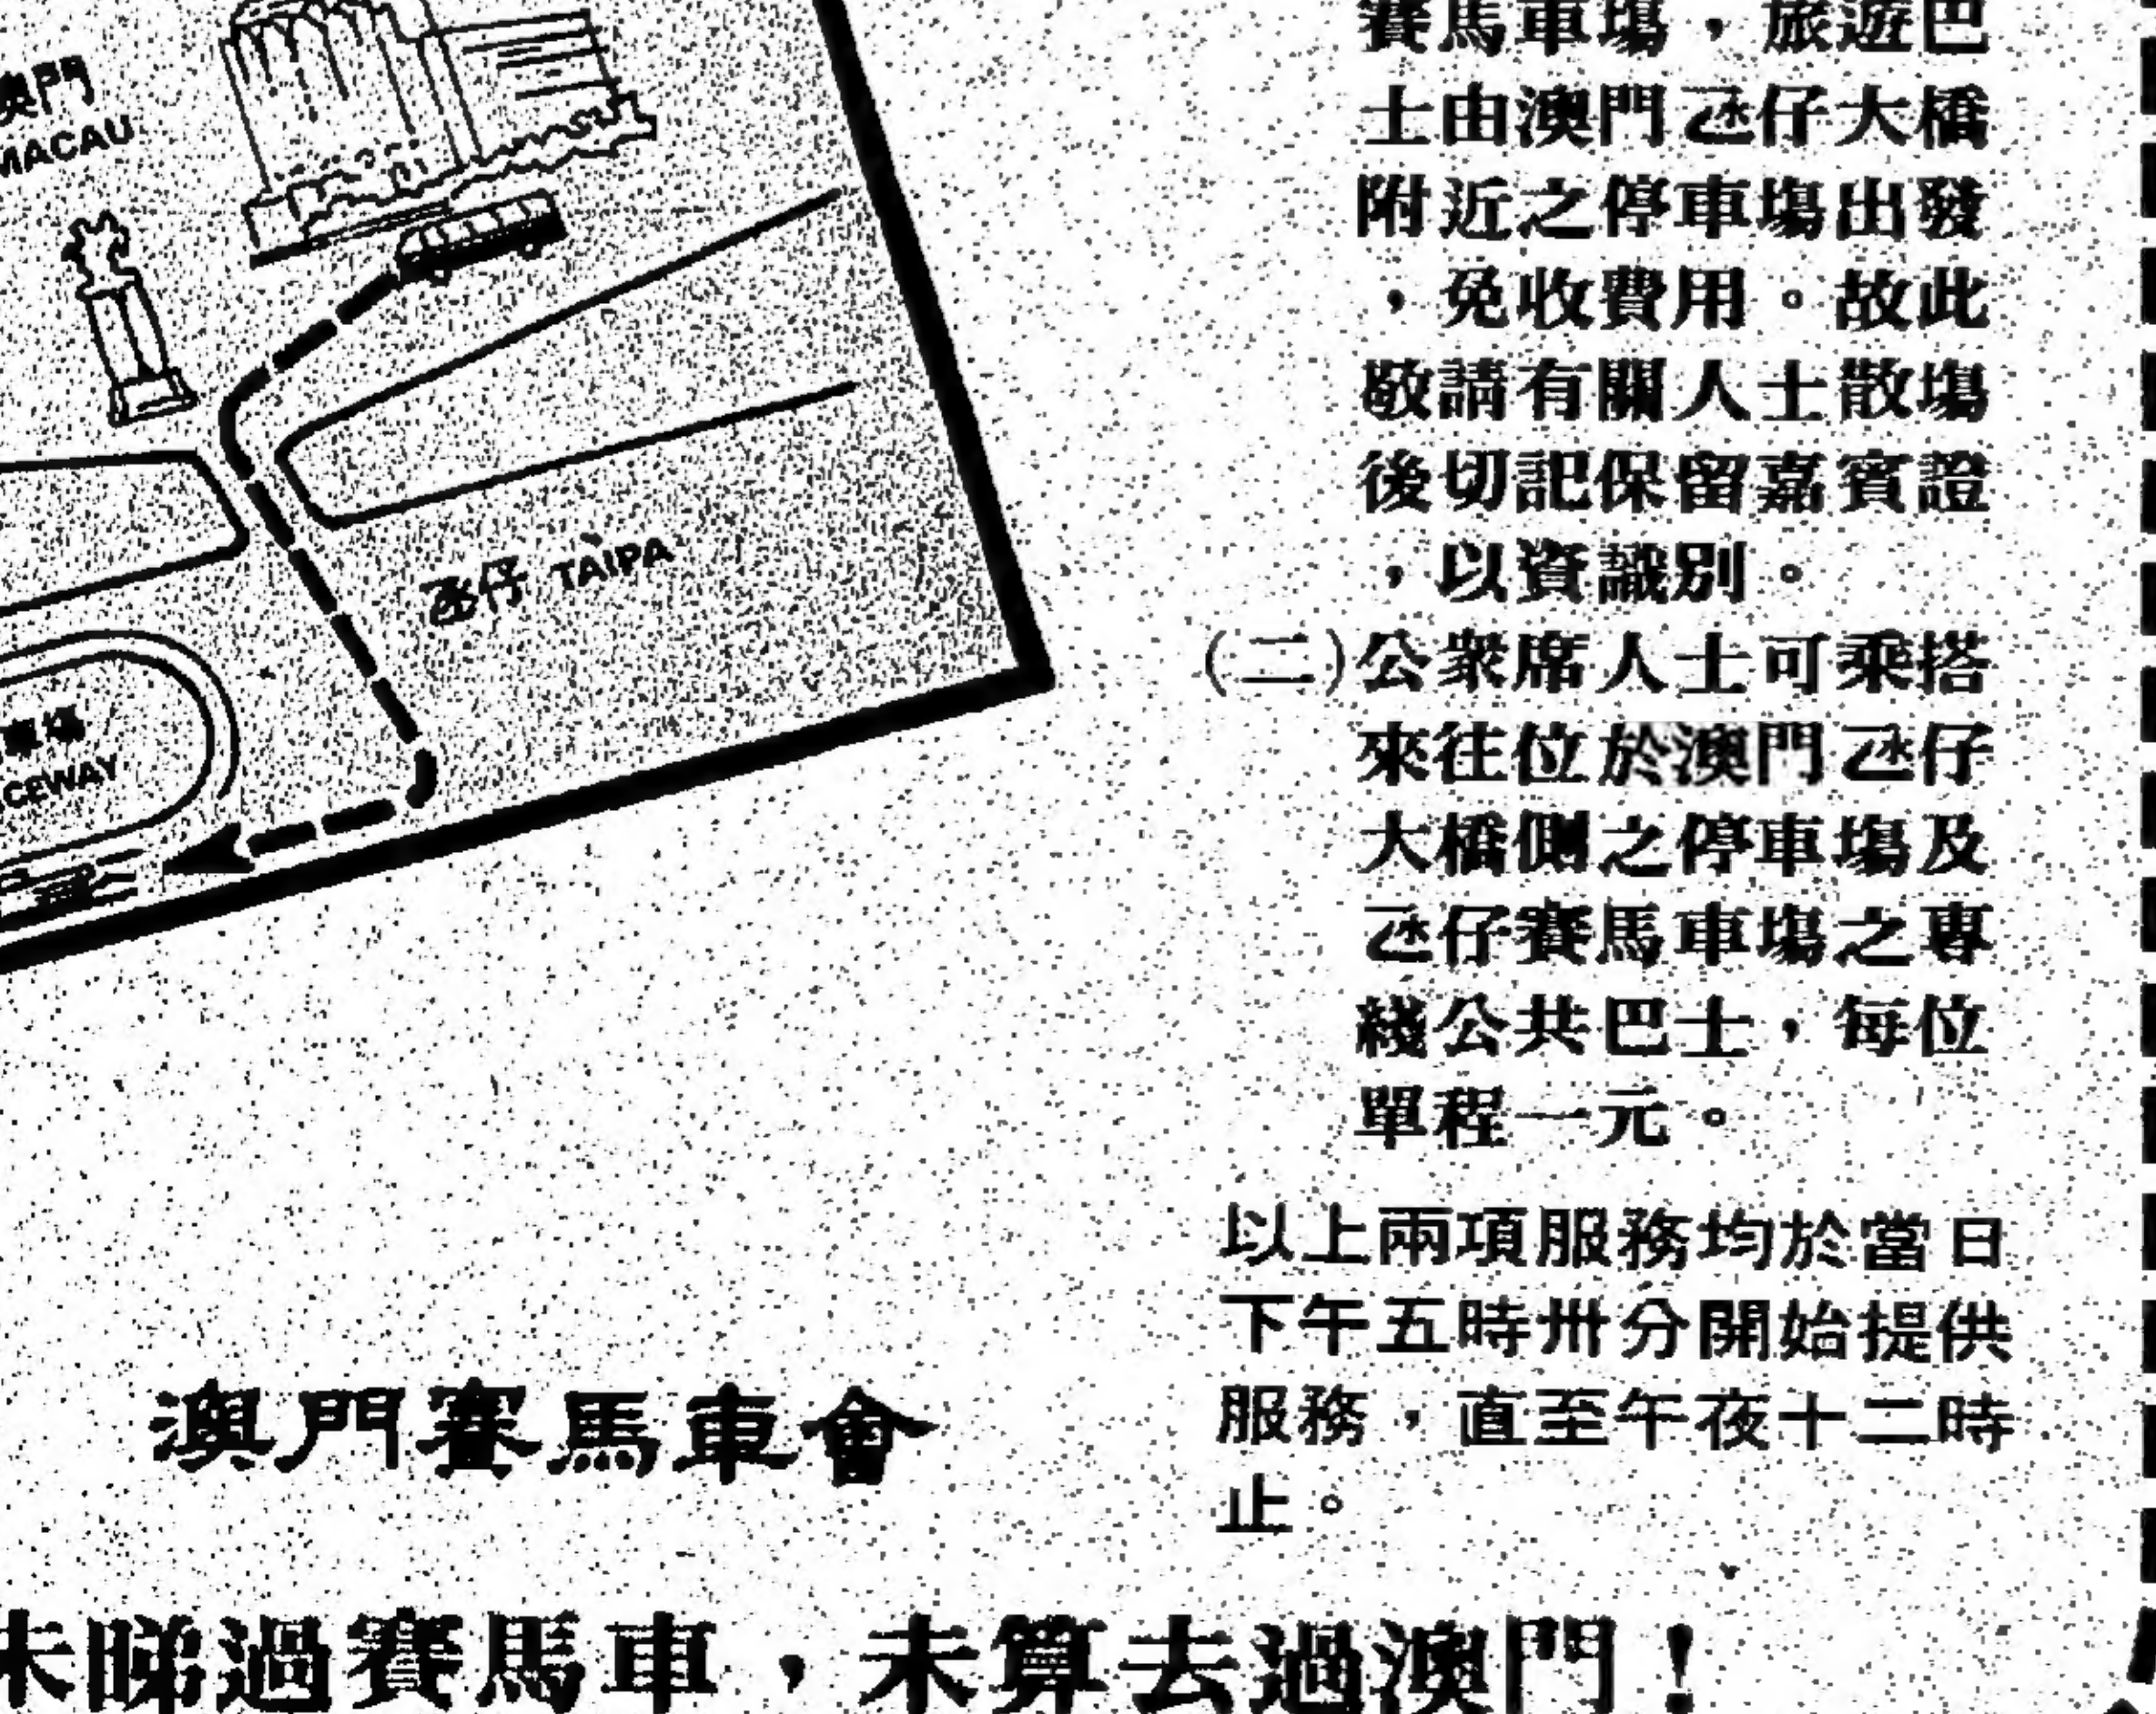 澳門
MACAU
氹仔 TAIPA
CEWAY
賽馬車塲，旅遊巴
士由澳門氹仔大橋
附近之停車塲出發
，免收費用。故此
敬請有關人士散塲
後切記保留嘉賓證
，以資識別。
(二)公衆席人士可乘搭
來往位於澳門氹仔
大橋側之停車塲及
氹仔賽馬車塲之專
綫公共巴士，每位
單程一元。
以上兩項服務均於當日
下午五時卅分開始提供
服務，直至午夜十二時
止。
澳門賽馬車會
未睇過賽馬車，未算去過澳門！